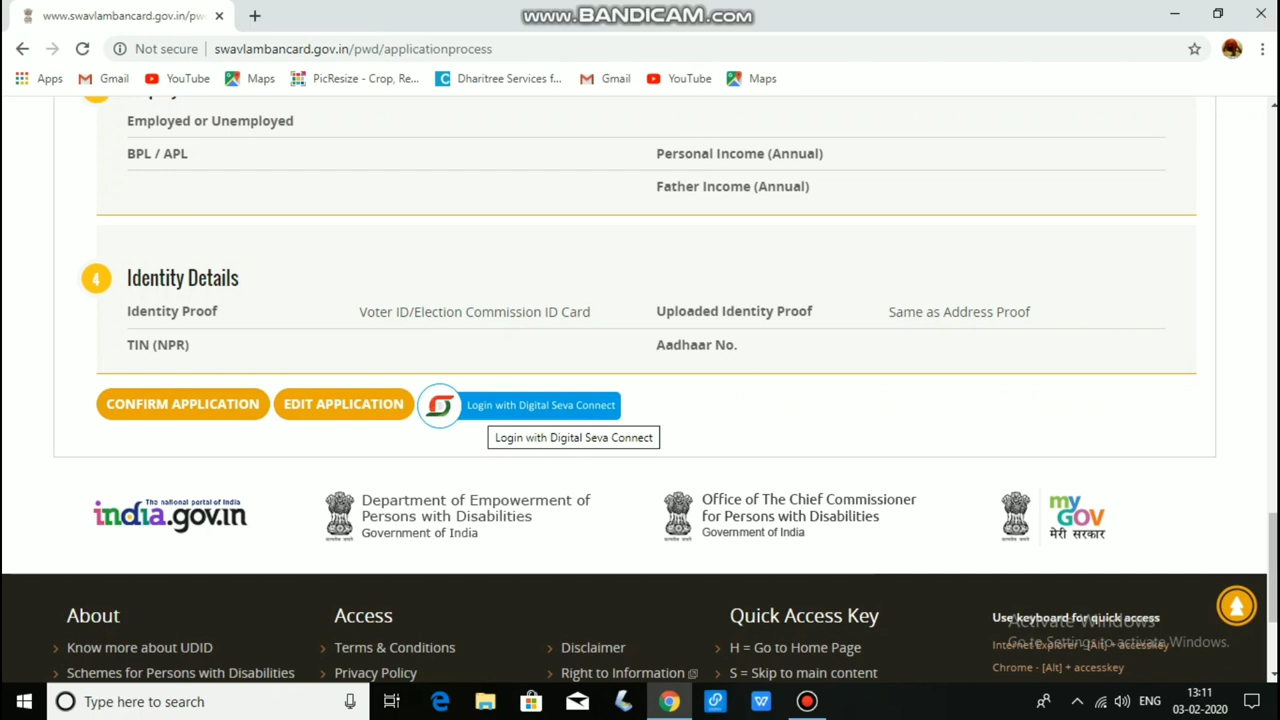 www.BANDICAM.com
www.swavlambancard.gov.in/pwd
Not secure swavlambancard.gov.in/pwd/applicationprocess
Apps Gmail YouTube Maps PicResize - Crop, Re... Dharitree Services f... Gmail YouTube Maps
Employed or Unemployed
BPL / APL Personal Income (Annual)
Father Income (Annual)
4 Identity Details
Identity Proof Voter ID/Election Commission ID Card Uploaded Identity Proof Same as Address Proof
TIN (NPR) Aadhaar No.
CONFIRM APPLICATION EDIT APPLICATION Login with Digital Seva Connect
Login with Digital Seva Connect
The national portal of India
india.gov.in
Department of Empowerment of
Persons with Disabilities
Government of India
Office of The Chief Commissioner
for Persons with Disabilities
Government of India
my
GOV
मेरी सरकार
About Access Quick Access Key Use keyboard for quick access
Activate Windows
Go to Settings to activate Windows.
Know more about UDID Terms & Conditions Disclaimer H = Go to Home Page Internet Explorer - [Alt] + accesskey
Schemes for Persons with Disabilities Privacy Policy Right to Information S = Skip to main content Chrome - [Alt] + accesskey
Type here to search ENG 13:11
03-02-2020